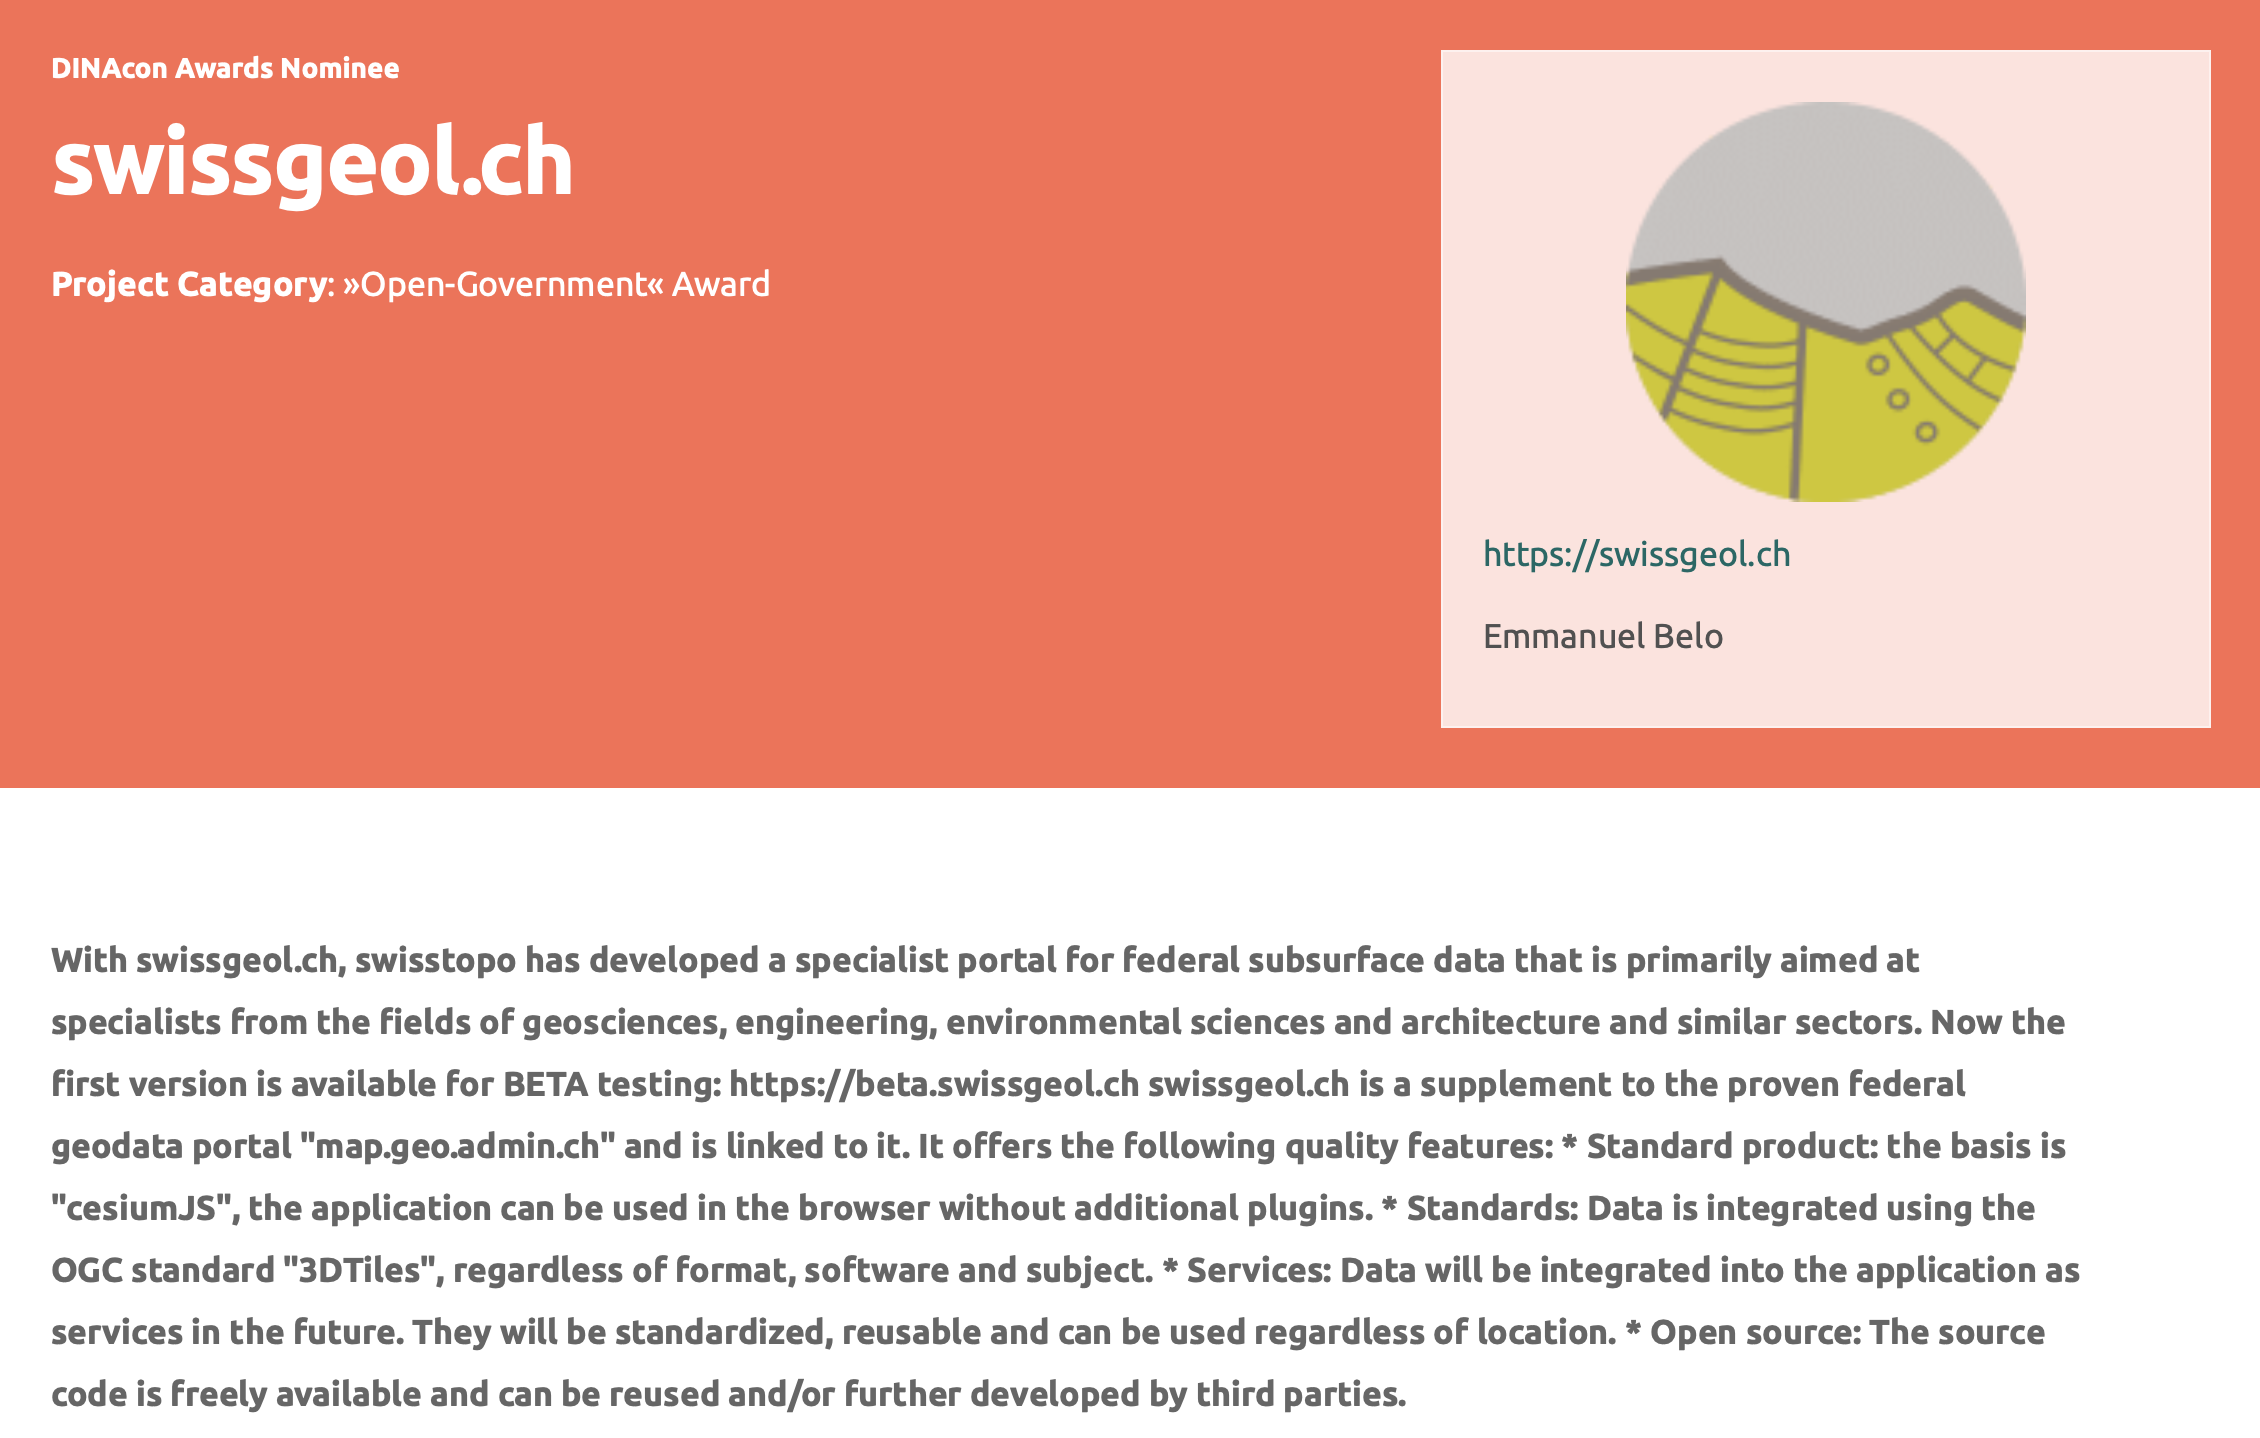 DINAcon Awards Nominee
swissgeol.ch
Project Category: »Open-Government« Award
https://swissgeol.ch
Emmanuel Belo
With swissgeol.ch, swisstopo has developed a specialist portal for federal subsurface data that is primarily aimed at
specialists from the fields of geosciences, engineering, environmental sciences and architecture and similar sectors. Now the
first version is available for BETA testing: https://beta.swissgeol.ch swissgeol.ch is a supplement to the proven federal
geodata portal "map.geo.admin.ch" and is linked to it. It offers the following quality features: * Standard product: the basis is
"cesiumJS", the application can be used in the browser without additional plugins. * Standards: Data is integrated using the
OGC standard "3DTiles", regardless of format, software and subject. * Services: Data will be integrated into the application as
services in the future. They will be standardized, reusable and can be used regardless of location. * Open source: The source
code is freely available and can be reused and/or further developed by third parties.